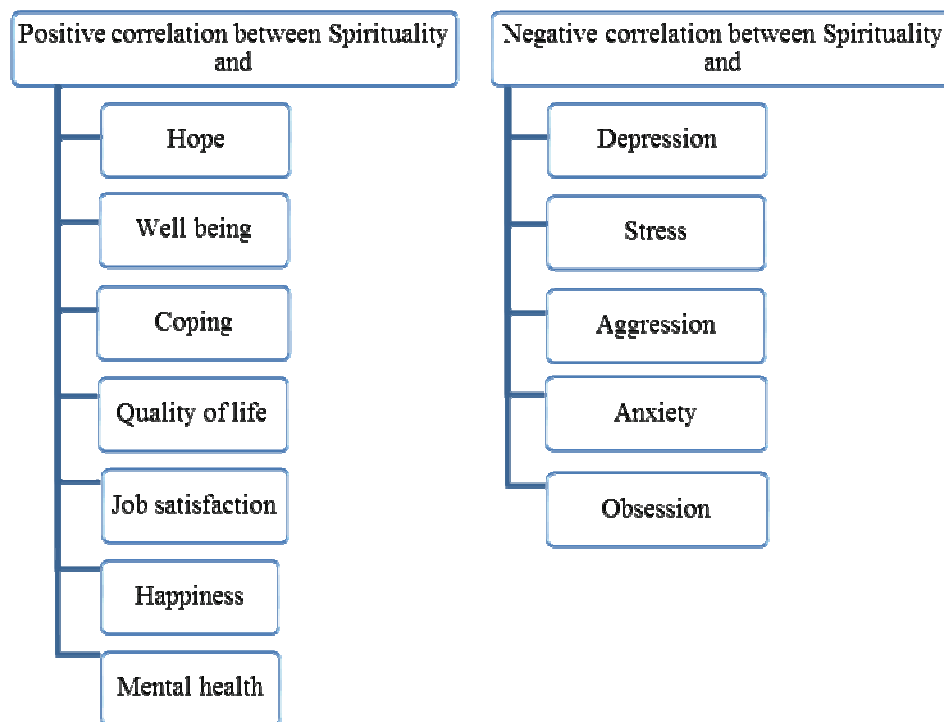 Positive correlation between Spirituality
and
Hope
Well being
Coping
Quality of life
Job satisfaction
Happiness
Mental health
Negative correlation between Spirituality
and
Depression
Stress
Aggression
Anxiety
Obsession